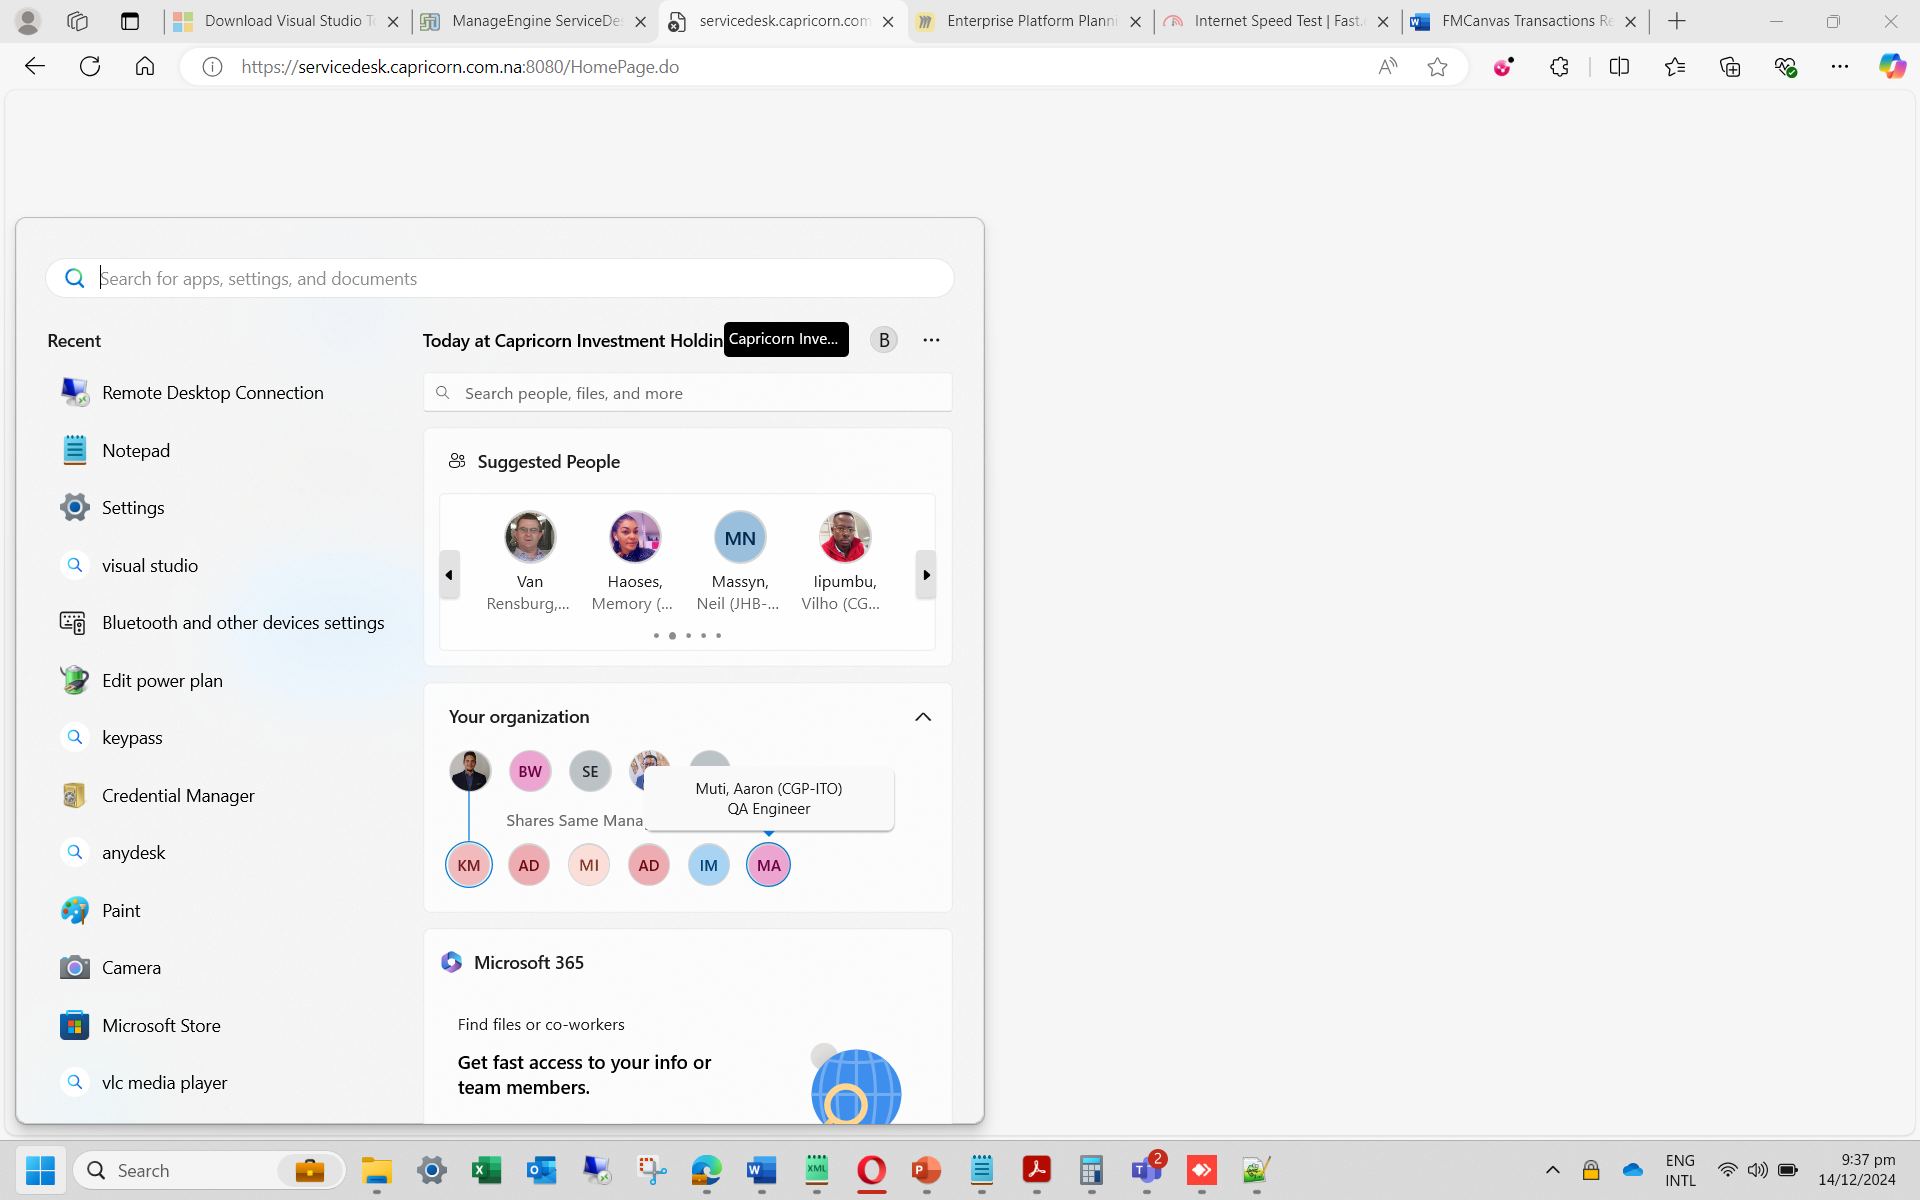 Download Visual Studio To
ManageEngine ServiceDes
servicedesk.capricorn.com
Enterprise Platform Planni
Internet Speed Test | Fast.c
FMCanvas Transactions Re
https://servicedesk.capricorn.com.na:8080/HomePage.do
Search for apps, settings, and documents
Recent
Remote Desktop Connection
Notepad
Settings
visual studio
Bluetooth and other devices settings
Edit power plan
keypass
Credential Manager
anydesk
Paint
Camera
Microsoft Store
vlc media player
Today at Capricorn Investment Holdin
Capricorn Inve...
B
Search people, files, and more
Suggested People
Van
Rensburg,...
Haoses,
Memory (...
MN
Massyn,
Neil (JHB-...
Iipumbu,
Vilho (CG...
Your organization
BW
SE
Muti, Aaron (CGP-ITO)
QA Engineer
Shares Same Mana
KM
AD
MI
AD
IM
MA
Microsoft 365
Find files or co-workers
Get fast access to your info or
team members.
Search
XML
2
ENG
INTL
9:37 pm
14/12/2024